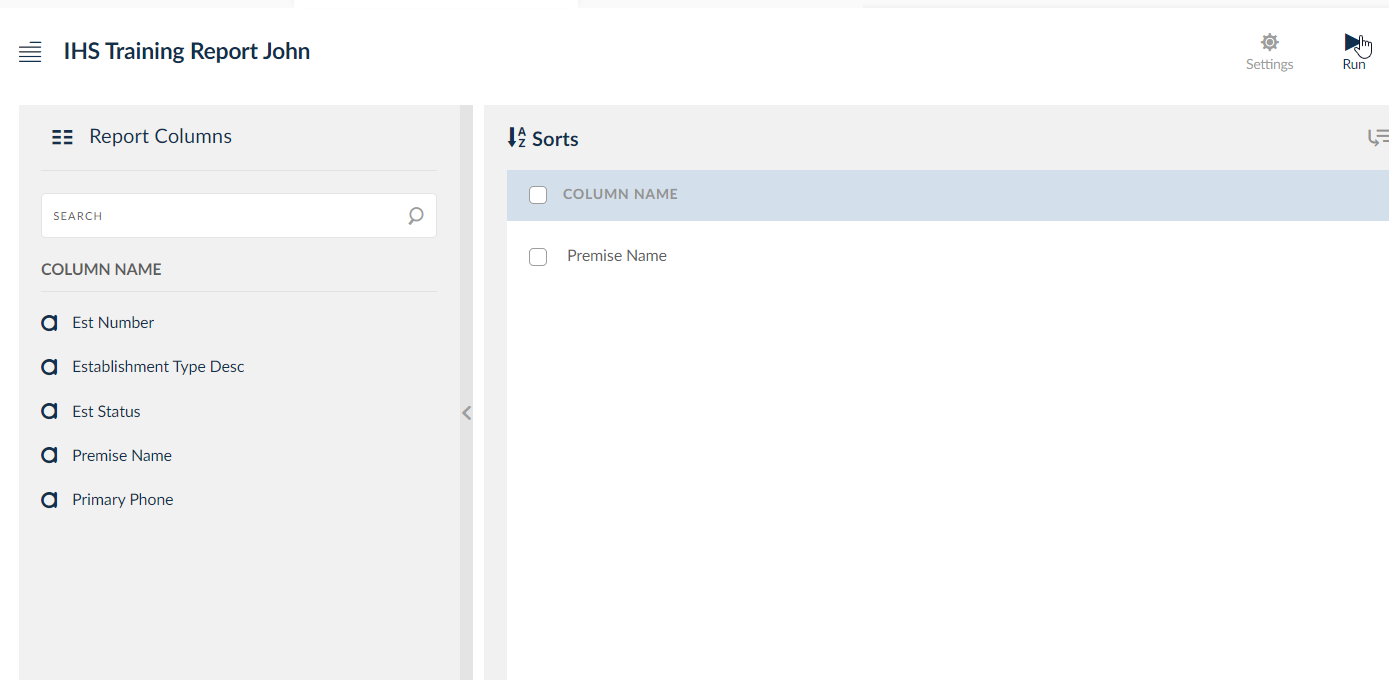 IHS Training Report John
Settings
Run
Report Columns
SEARCH
COLUMN NAME
Est Number
Establishment Type Desc
Est Status
Premise Name
Primary Phone
Sorts
COLUMN NAME
Premise Name